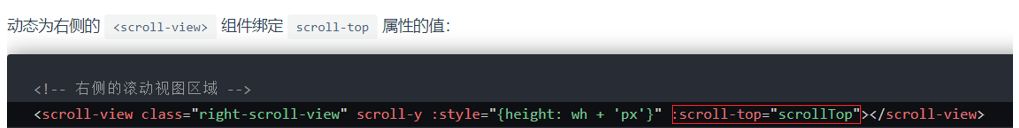 动态为右侧的 <scroll-view> 组件绑定 scroll-top 属性的值：
<!-- 右侧的滚动视图区域 -->
<scroll-view class="right-scroll-view" scroll-y :style="{height: wh + 'px'}" :scroll-top="scrollTop"></scroll-view>